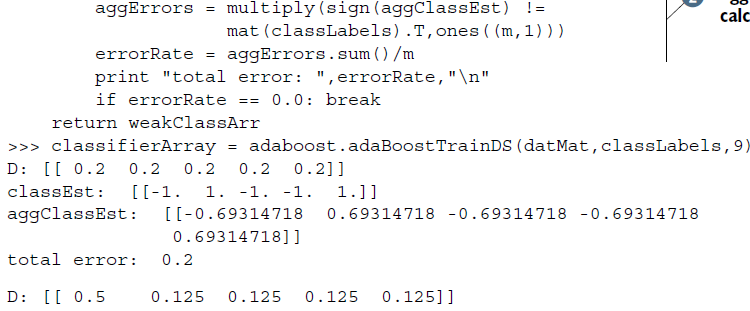 aggErrors = multiply(sign(aggClassEst) !=
mat(classLabels).T,ones((m,1)))
errorRate = aggErrors.sum()/m
print "total error: ",errorRate,"\n"
if errorRate == 0.0: break
return weakClassArr
>>> classifierArray = adaboost.adaBoostTrainDS(datMat,classLabels,9)
D: [[ 0.2 0.2 0.2 0.2 0.2]]
classEst: [[-1. 1. -1. -1. 1.]]
aggClassEst: [[-0.69314718 0.69314718 -0.69314718 -0.69314718
0.69314718]]
total error: 0.2
D: [[ 0.5 0.125 0.125 0.125 0.125]]
calc